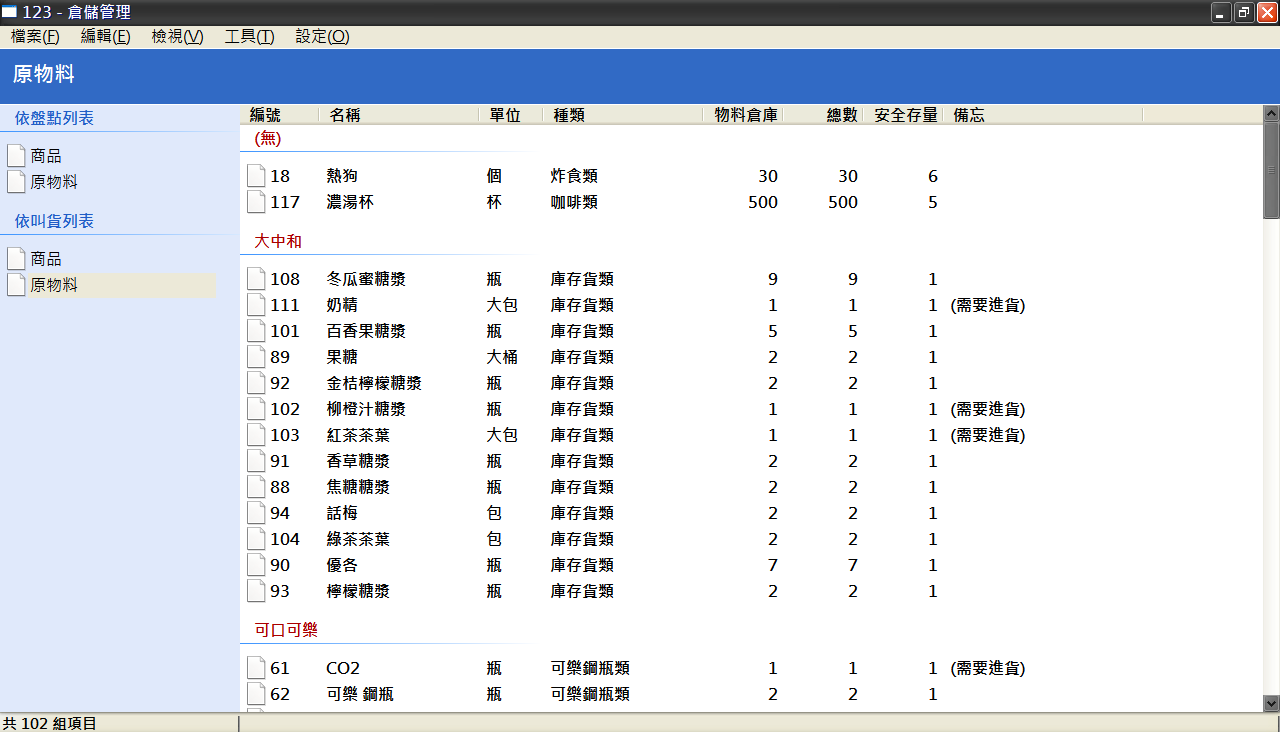 123 - 倉儲管理
檔案(F) 編輯(E) 檢視(V) 工具(T) 設定(O)
原物料
依盤點列表
商品
原物料
依叫貨列表
商品
原物料
編號 名稱 單位 種類 物料倉庫 總數 安全存量 備忘
(無)
18 熱狗 個 炸食類 30 30 6
117 濃湯杯 杯 咖啡類 500 500 5
大中和
108 冬瓜蜜糖漿 瓶 庫存貨類 9 9 1
111 奶精 大包 庫存貨類 1 1 1 (需要進貨)
101 百香果糖漿 瓶 庫存貨類 5 5 1
89 果糖 大桶 庫存貨類 2 2 1
92 金桔檸檬糖漿 瓶 庫存貨類 2 2 1
102 柳橙汁糖漿 瓶 庫存貨類 1 1 1 (需要進貨)
103 紅茶茶葉 大包 庫存貨類 1 1 1 (需要進貨)
91 香草糖漿 瓶 庫存貨類 2 2 1
88 焦糖糖漿 瓶 庫存貨類 2 2 1
94 話梅 包 庫存貨類 2 2 1
104 綠茶茶葉 包 庫存貨類 2 2 1
90 優各 瓶 庫存貨類 7 7 1
93 檸檬糖漿 瓶 庫存貨類 2 2 1
可口可樂
61 CO2 瓶 可樂鋼瓶類 1 1 1 (需要進貨)
62 可樂 鋼瓶 瓶 可樂鋼瓶類 2 2 1
共 102 組項目